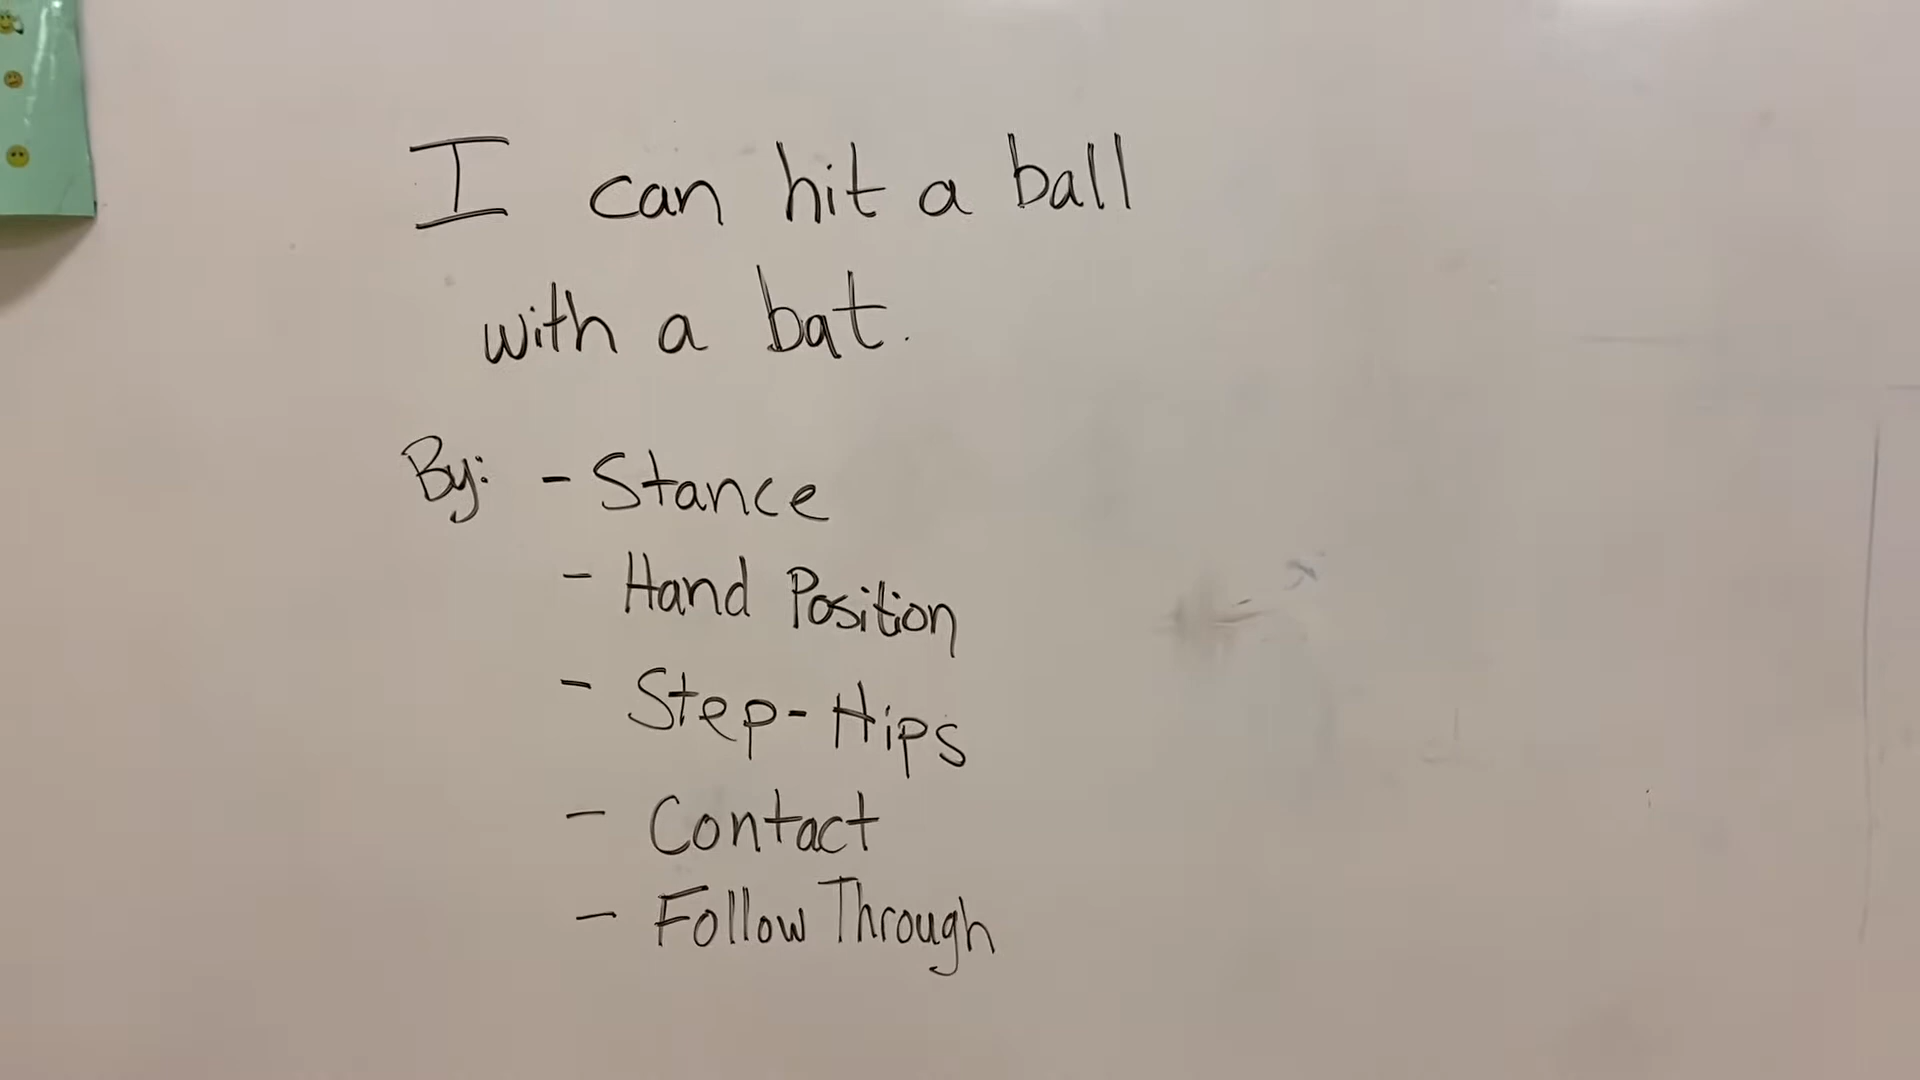 I can hit a ball
with a bat.
By: - Stance
- Hand Position
- Step-Hips
- Contact
- Follow Through